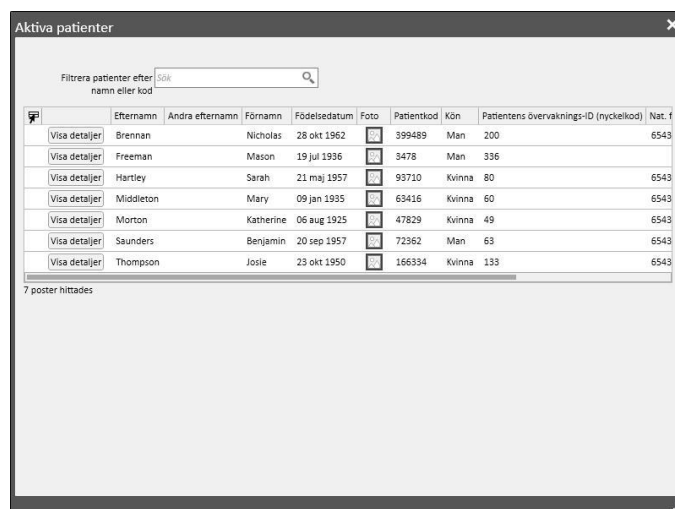 Aktiva patienter
Filtrera patienter efter Sök
namn eller kod
Efternamn Andra efternamn Förnamn Födelsedatum Foto Patientkod Kön Patientens övervaknings-ID (nyckelkod) Nat. f
Visa detaljer Brennan Nicholas 28 okt 1962 399489 Man 200 6543
Visa detaljer Freeman Mason 19 jul 1936 3478 Man 336
Visa detaljer Hartley Sarah 21 maj 1957 93710 Kvinna 80 6543
Visa detaljer Middleton Mary 09 jan 1935 63416 Kvinna 60 6543
Visa detaljer Morton Katherine 06 aug 1925 47829 Kvinna 49 6543
Visa detaljer Saunders Benjamin 20 sep 1957 72362 Man 63 6543
Visa detaljer Thompson Josie 23 okt 1950 166334 Kvinna 133 6543
7 poster hittades